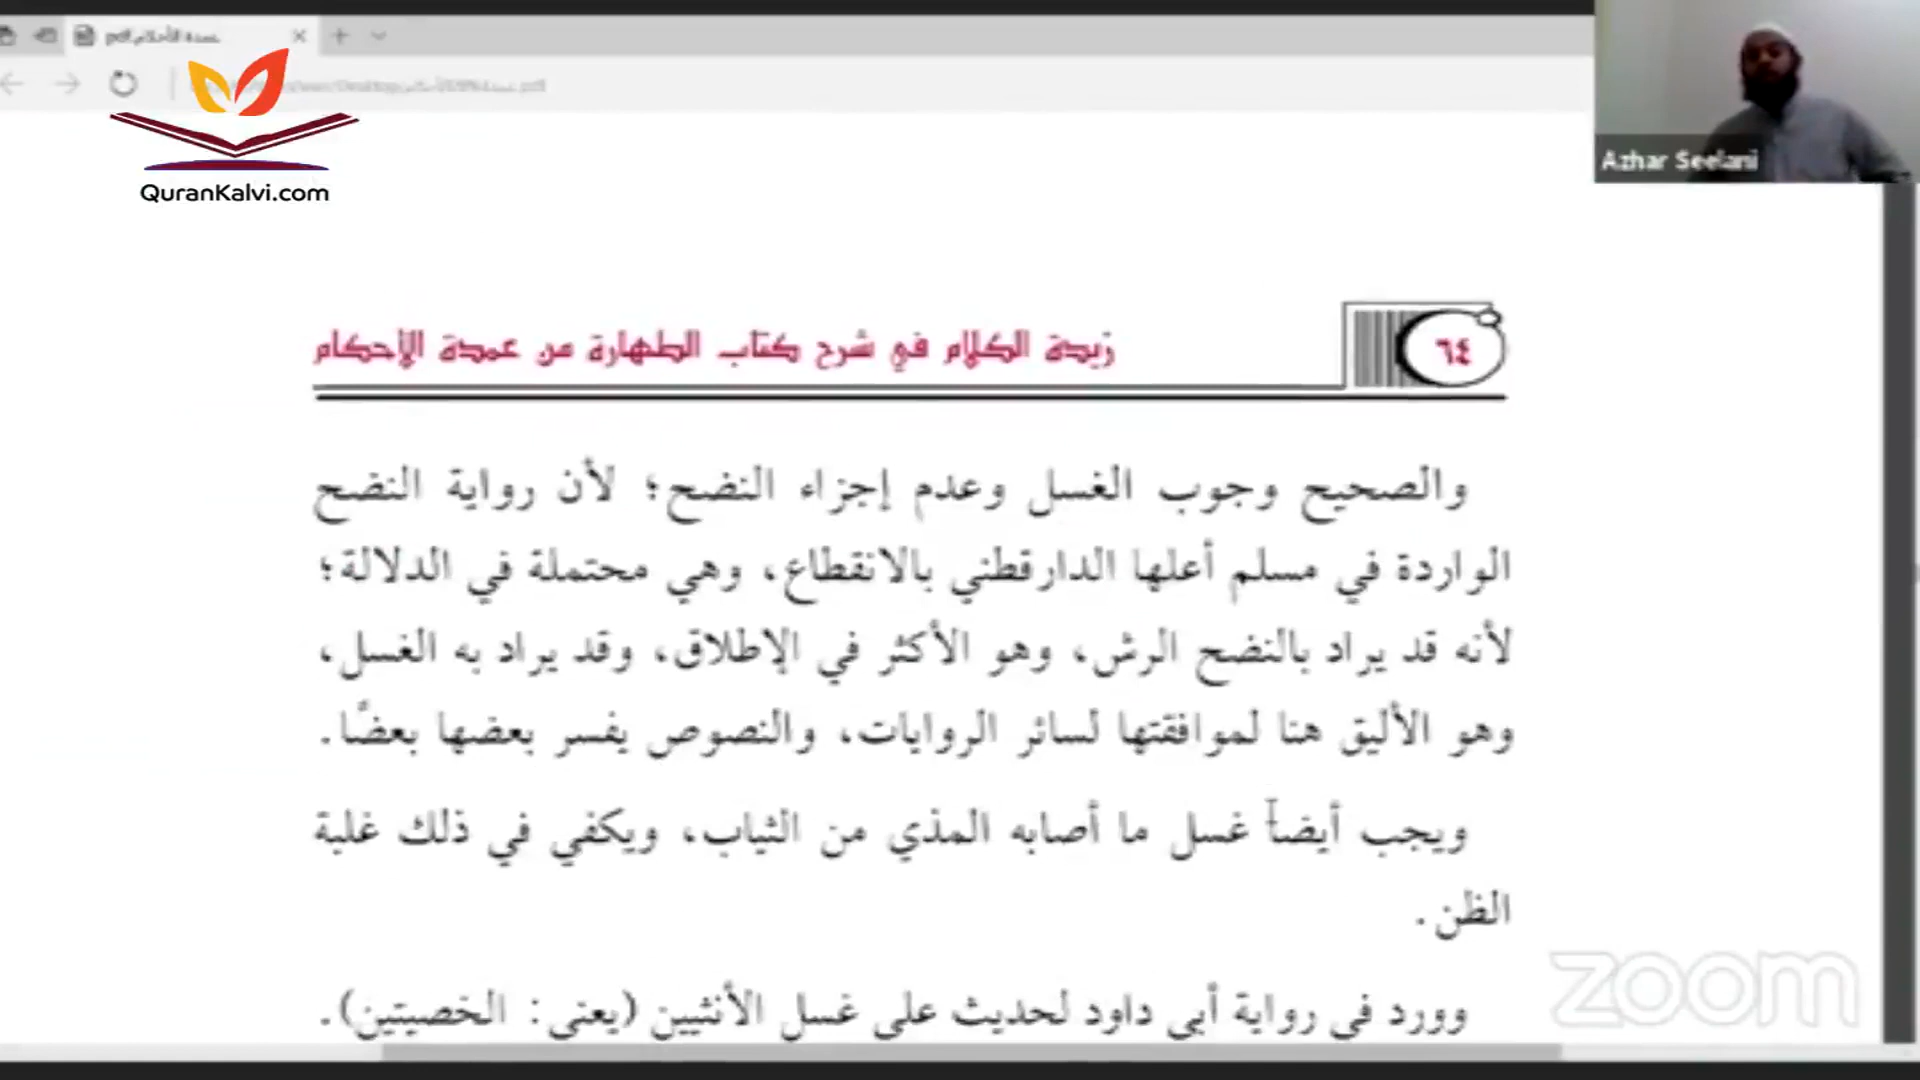 عمدة الأحكام.pdf
QuranKalvi.com
Azhar Seelani
زبدة الكلام في شرح كتاب الطهارة من عمدة الأحكام
٦٤
والصحيح وجوب الغسل وعدم إجزاء النضح؛ لأن رواية النضح
الواردة في مسلم أعلها الدارقطني بالانقطاع، وهي محتملة في الدلالة؛
لأنه قد يراد بالنضح الرش، وهو الأكثر في الإطلاق، وقد يراد به الغسل،
وهو الأليق هنا لموافقتها لسائر الروايات، والنصوص يفسر بعضها بعضًا.
ويجب أيضاً غسل ما أصابه المذي من الثياب، ويكفي في ذلك غلبة
الظن.
وورد في رواية أبي داود لحديث علي غسل الأنثيين (يعني: الخصيتين).
zoom